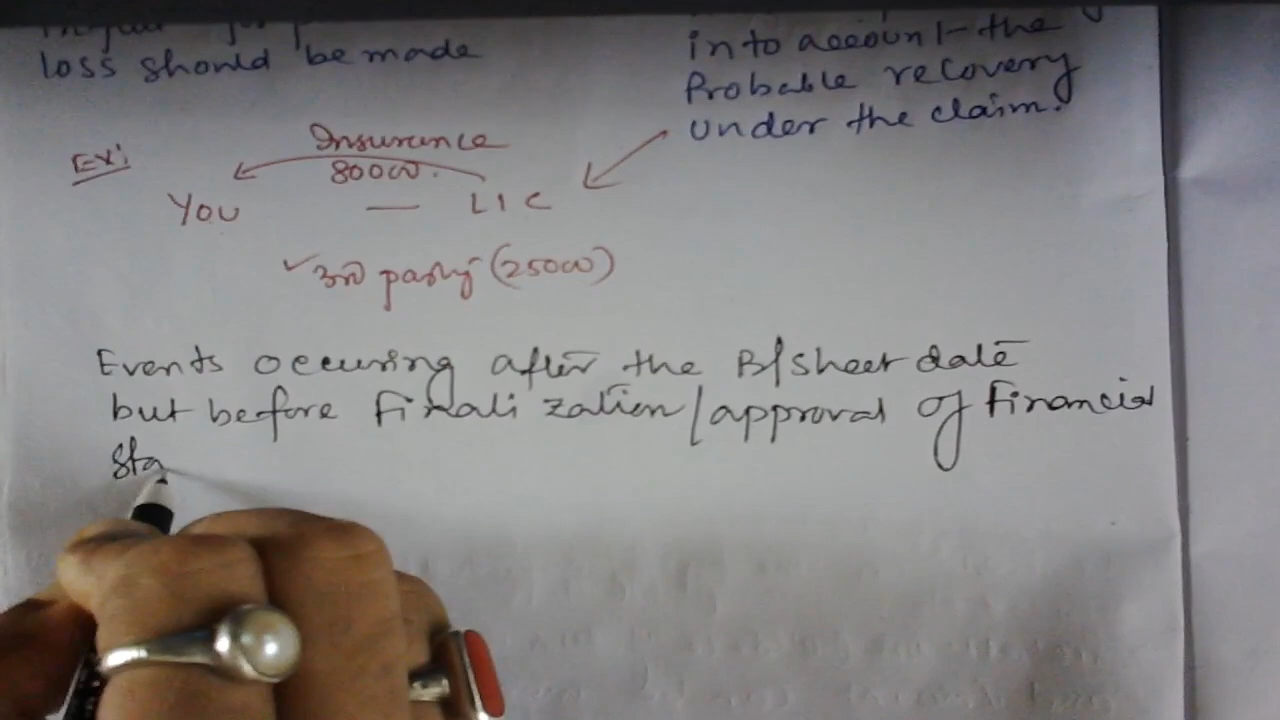 loss should be made
into account the
Probable recovery
under the claim.
Ex:
Insurance
80000.
YOU — LIC
✓ 3rd party (25000)
Events occuring after the B/Sheet date
but before Finalization/approval of Financial
Sta